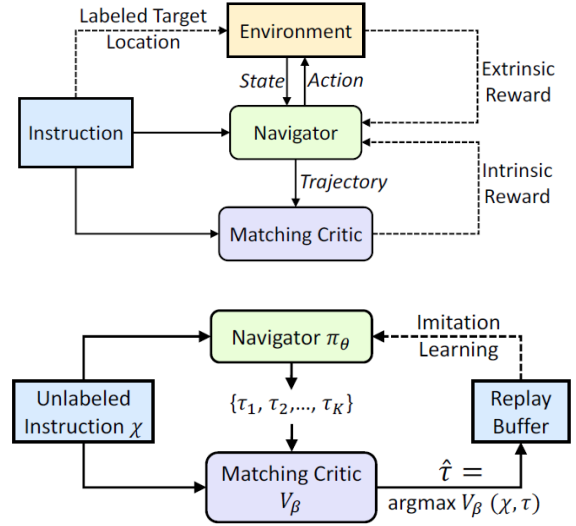 Labeled Target
Location
Environment
State
Action
Extrinsic
Reward
Instruction
Navigator
Trajectory
Intrinsic
Reward
Matching Critic
Navigator πθ
Imitation
Learning
Unlabeled
Instruction χ
{τ1, τ2,..., τK}
Replay
Buffer
Matching Critic
Vβ
τ̂ =
argmax Vβ (χ, τ)